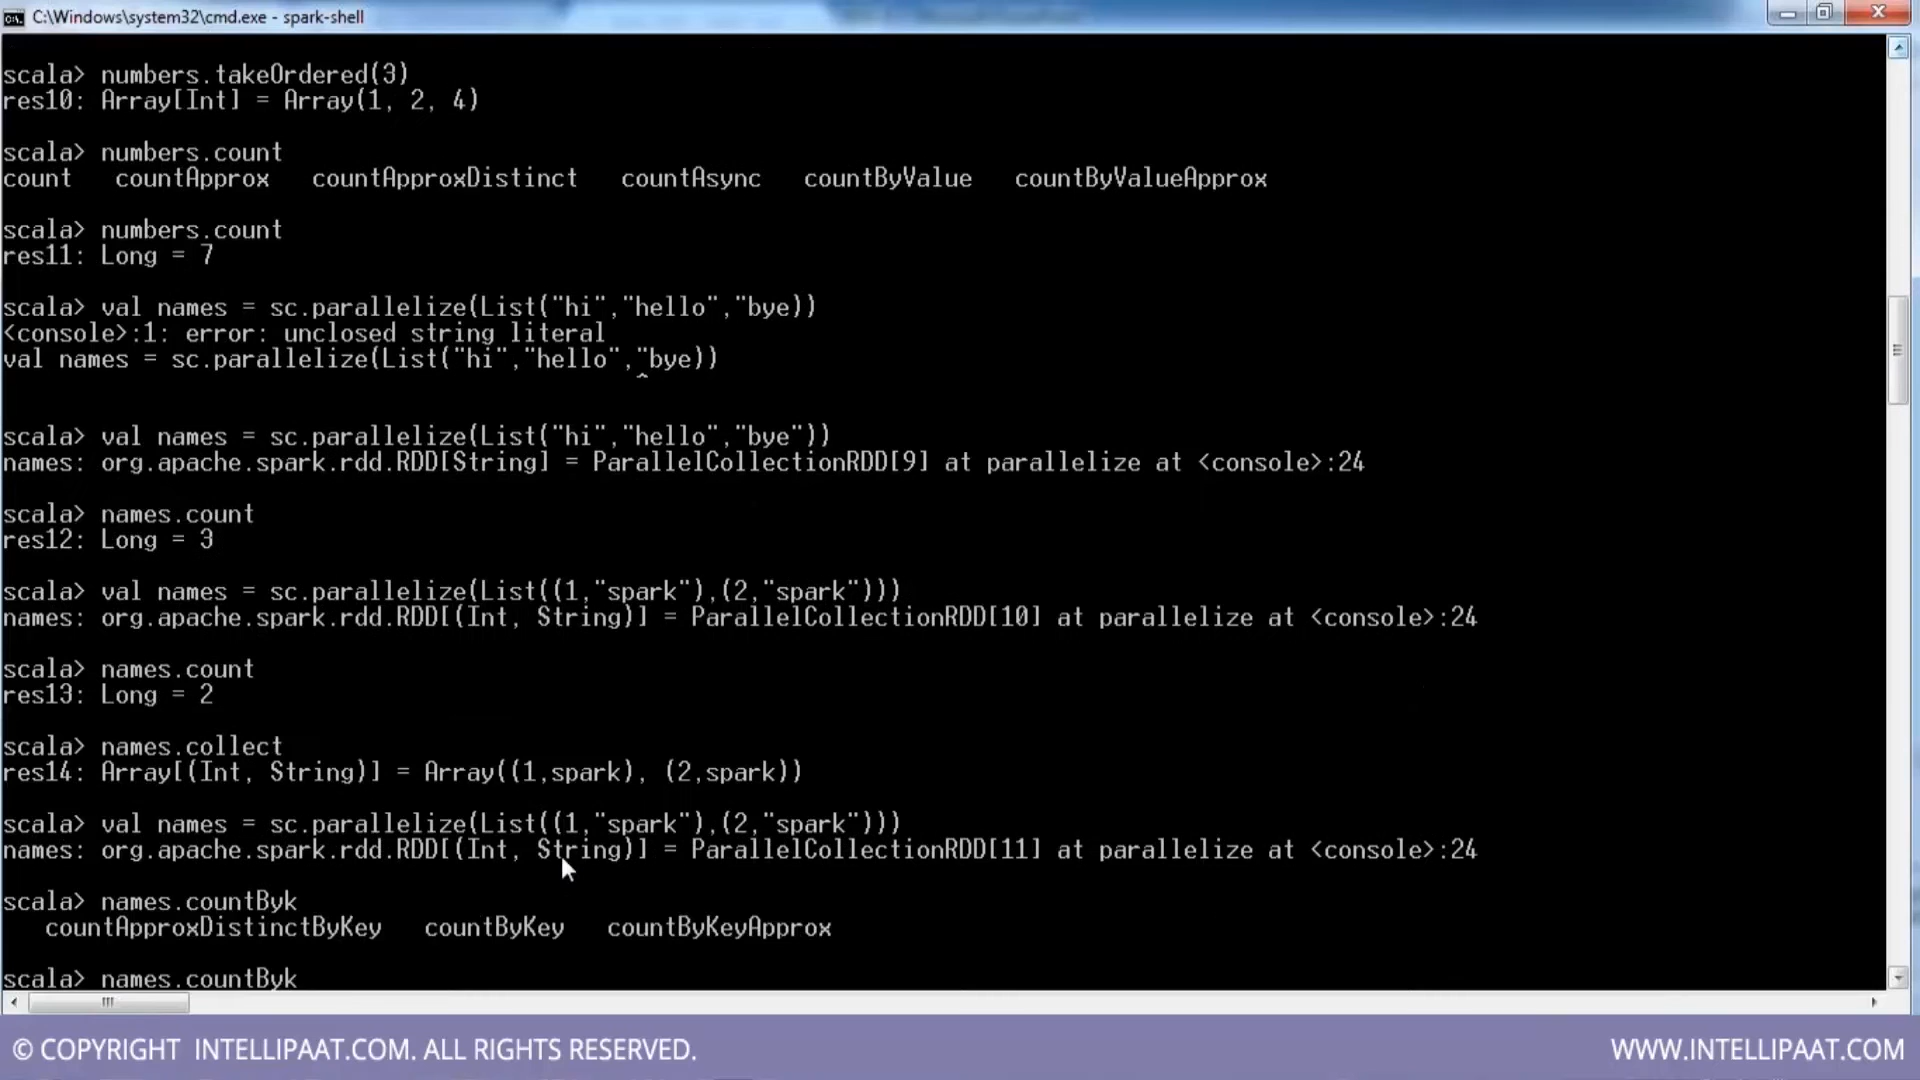 C:\Windows\system32\cmd.exe - spark-shell
scala> numbers.takeOrdered(3)
res10: Array[Int] = Array(1, 2, 4)
scala> numbers.count
count   countApprox   countApproxDistinct   countAsync   countByValue   countByValueApprox
scala> numbers.count
res11: Long = 7
scala> val names = sc.parallelize(List("hi","hello","bye))
<console>:1: error: unclosed string literal
val names = sc.parallelize(List("hi","hello","bye))
^
scala> val names = sc.parallelize(List("hi","hello","bye"))
names: org.apache.spark.rdd.RDD[String] = ParallelCollectionRDD[9] at parallelize at <console>:24
scala> names.count
res12: Long = 3
scala> val names = sc.parallelize(List((1,"spark"),(2,"spark")))
names: org.apache.spark.rdd.RDD[(Int, String)] = ParallelCollectionRDD[10] at parallelize at <console>:24
scala> names.count
res13: Long = 2
scala> names.collect
res14: Array[(Int, String)] = Array((1,spark), (2,spark))
scala> val names = sc.parallelize(List((1,"spark"),(2,"spark")))
names: org.apache.spark.rdd.RDD[(Int, String)] = ParallelCollectionRDD[11] at parallelize at <console>:24
scala> names.countByk
countApproxDistinctByKey   countByKey   countByKeyApprox
scala> names.countByk
© COPYRIGHT INTELLIPAAT.COM. ALL RIGHTS RESERVED.
WWW.INTELLIPAAT.COM